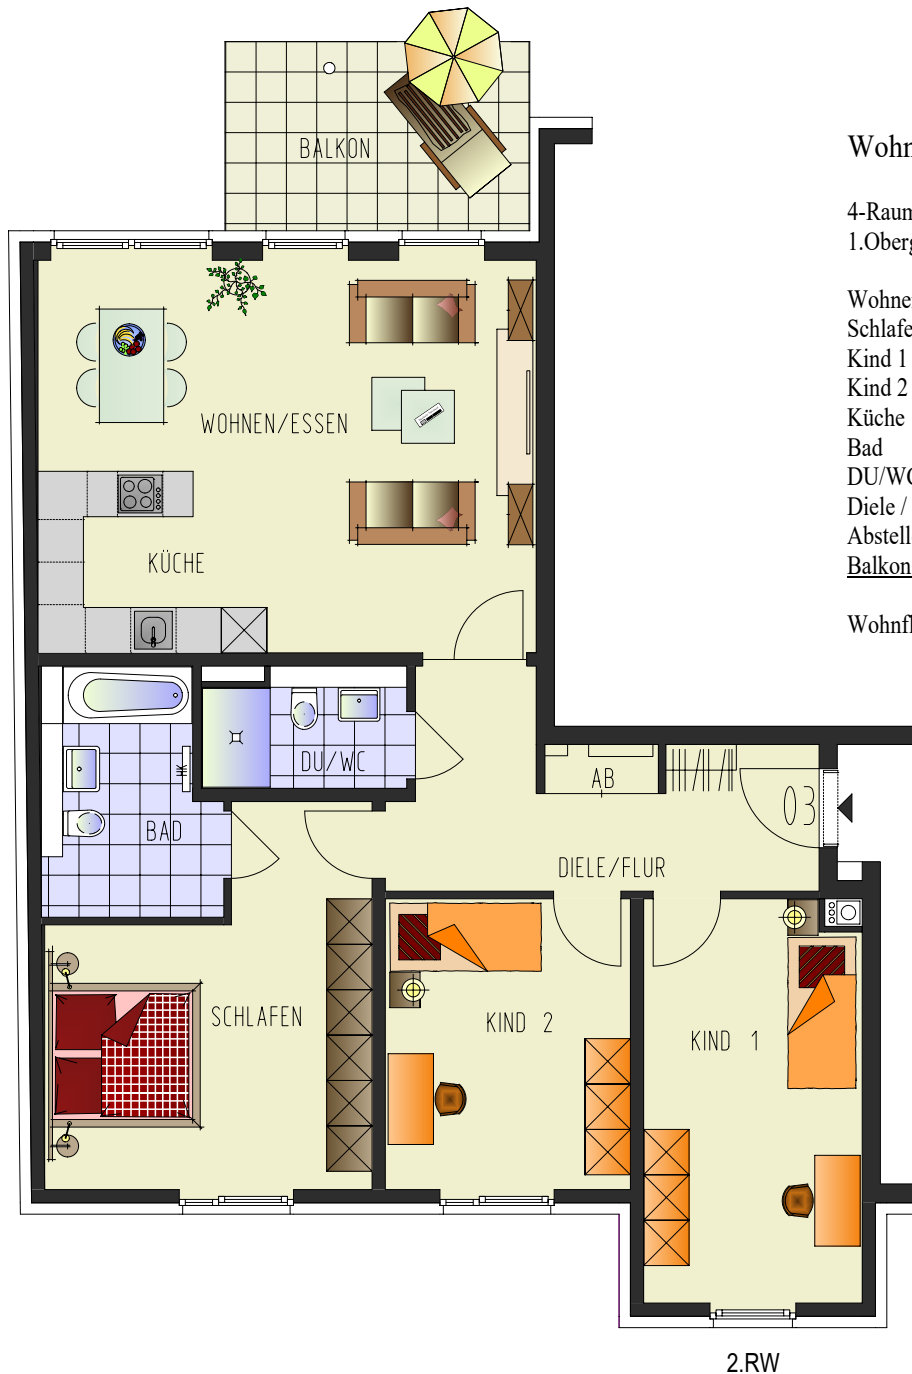 BALKON
WOHNEN/ESSEN
KÜCHE
DU/WC
HK
BAD
AB
03
DIELE/FLUR
SCHLAFEN
KIND 2
KIND 1
2.RW
Wohn
4-Raum
1.Oberg
Wohne
Schlafe
Kind 1
Kind 2
Küche
Bad
DU/WC
Diele /
Abstell
Balkon
Wohnfl